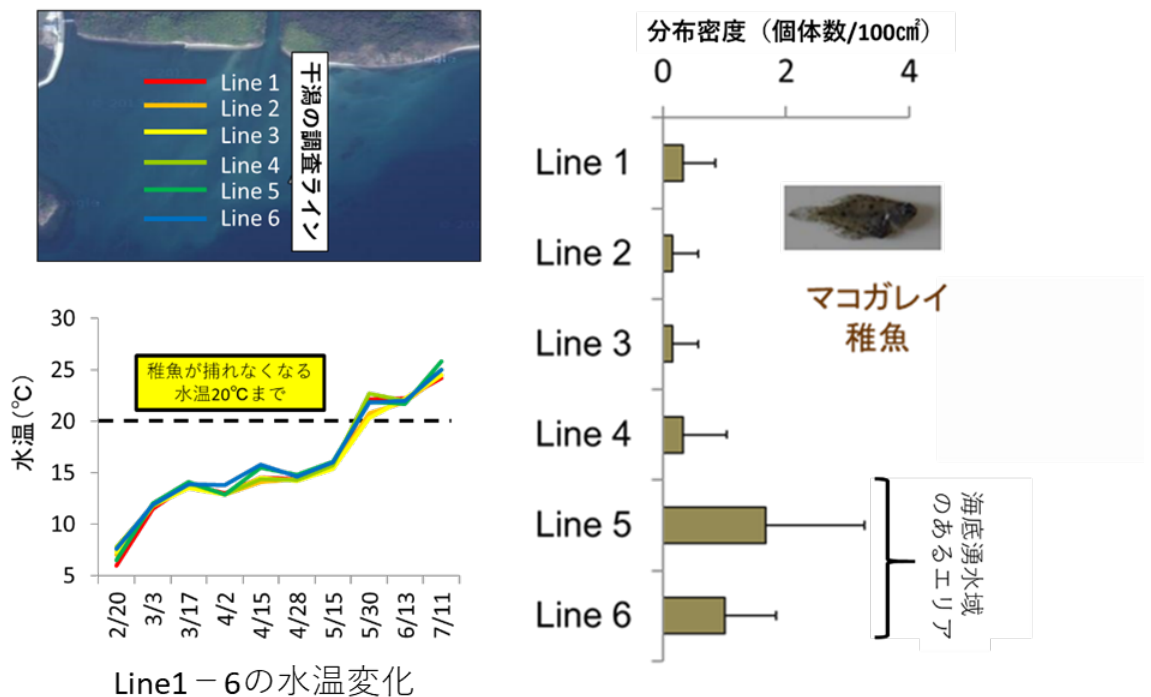 Line 1
Line 2
Line 3
Line 4
Line 5
Line 6
干潟の調査ライン
30
25
20
15
10
5
水温(℃)
稚魚が捕れなくなる
水温20℃まで
2/20
3/3
3/17
4/2
4/15
4/28
5/15
5/30
6/13
7/11
Line1－6の水温変化
分布密度（個体数/100㎠）
0
2
4
Line 1
Line 2
Line 3
Line 4
Line 5
Line 6
マコガレイ
稚魚
海底湧水域
のあるエリア